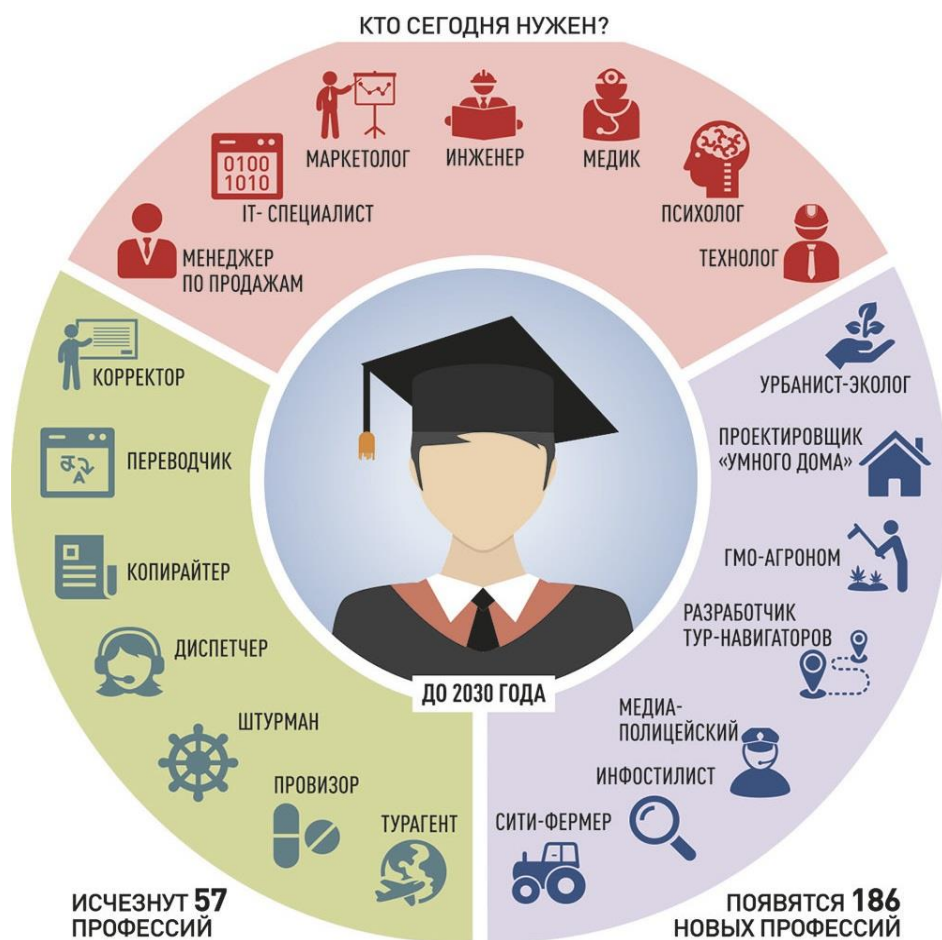 КТО СЕГОДНЯ НУЖЕН?
МЕНЕДЖЕР
ПО ПРОДАЖАМ
0100
1010
IT- СПЕЦИАЛИСТ
МАРКЕТОЛОГ
ИНЖЕНЕР
МЕДИК
ПСИХОЛОГ
ТЕХНОЛОГ
КОРРЕКТОР
A
ПЕРЕВОДЧИК
КОПИРАЙТЕР
ДИСПЕТЧЕР
ШТУРМАН
ПРОВИЗОР
ТУРАГЕНТ
ИСЧЕЗНУТ 57
ПРОФЕССИЙ
ДО 2030 ГОДА
УРБАНИСТ-ЭКОЛОГ
ПРОЕКТИРОВЩИК
«УМНОГО ДОМА»
ГМО-АГРОНОМ
РАЗРАБОТЧИК
ТУР-НАВИГАТОРОВ
МЕДИА-
ПОЛИЦЕЙСКИЙ
ИНФОСТИЛИСТ
СИТИ-ФЕРМЕР
ПОЯВЯТСЯ 186
НОВЫХ ПРОФЕССИЙ